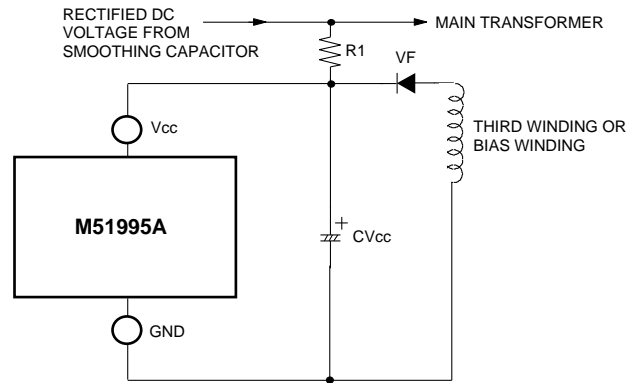 RECTIFIED DC
VOLTAGE FROM
SMOOTHING CAPACITOR
MAIN TRANSFORMER
R1
VF
THIRD WINDING OR
BIAS WINDING
Vcc
M51995A
+
CVcc
GND